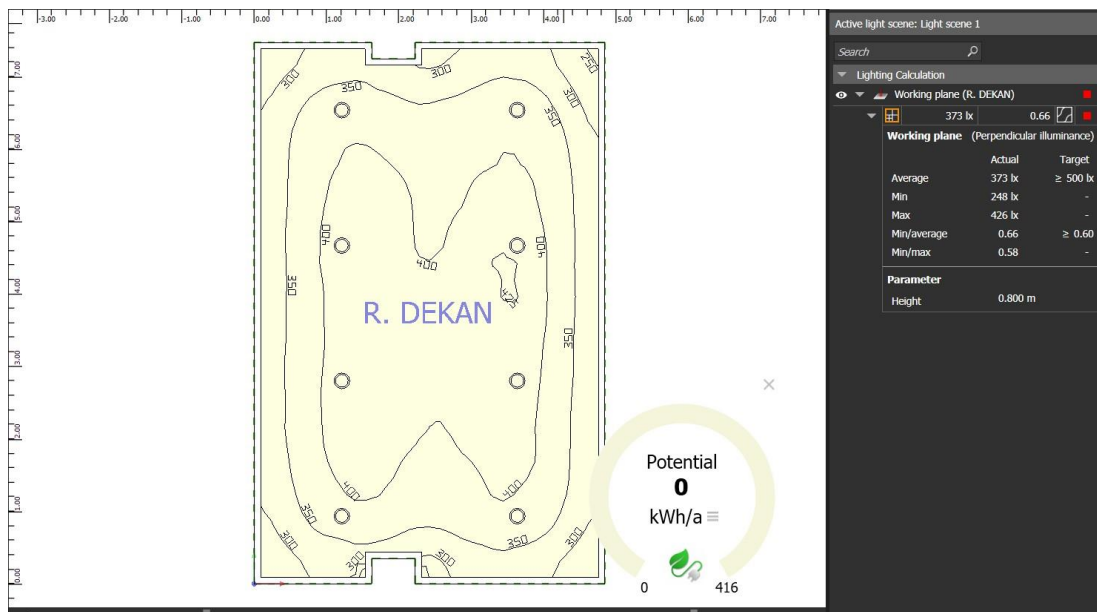 -3.00 -2.00 -1.00 0.00 1.00 2.00 3.00 4.00 5.00 6.00 7.00
7.00
6.00
5.00
4.00
3.00
2.00
1.00
0.00
300
300
250
300
350
350
400
400
400
350
425
R. DEKAN
350
400
400
350
350
300
300
300
300
Potential
0
kWh/a
0 416
Active light scene: Light scene 1
Search
Lighting Calculation
Working plane (R. DEKAN)
373 lx 0.66
Working plane (Perpendicular illuminance)
Actual Target
Average 373 lx ≥ 500 lx
Min 248 lx -
Max 426 lx -
Min/average 0.66 ≥ 0.60
Min/max 0.58 -
Parameter
Height 0.800 m